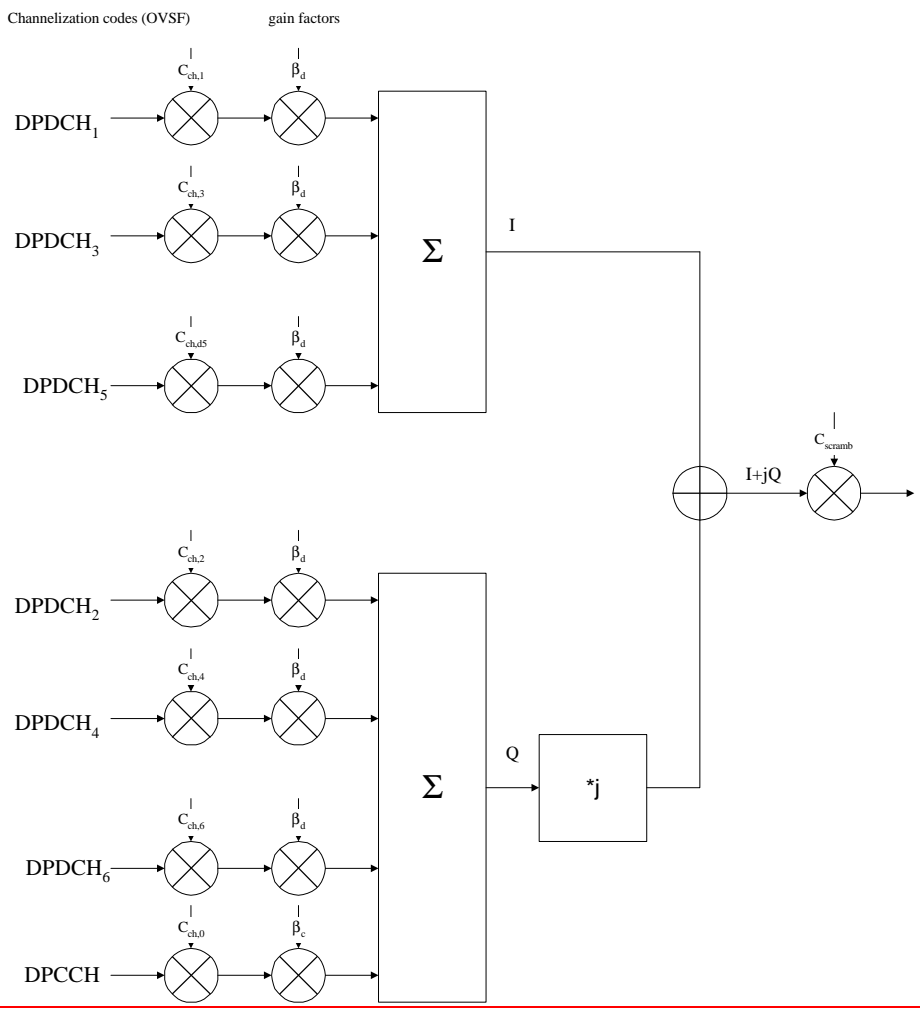 Channelization codes (OVSF) gain factors
C_ch,1 β_d
DPDCH_1
C_ch,3 β_d
DPDCH_3
Σ
I
C_ch,d5 β_d
DPDCH_5
C_scramb
I+jQ
C_ch,2 β_d
DPDCH_2
C_ch,4 β_d
DPDCH_4
Σ
Q
*j
C_ch,6 β_d
DPDCH_6
C_ch,0 β_c
DPCCH